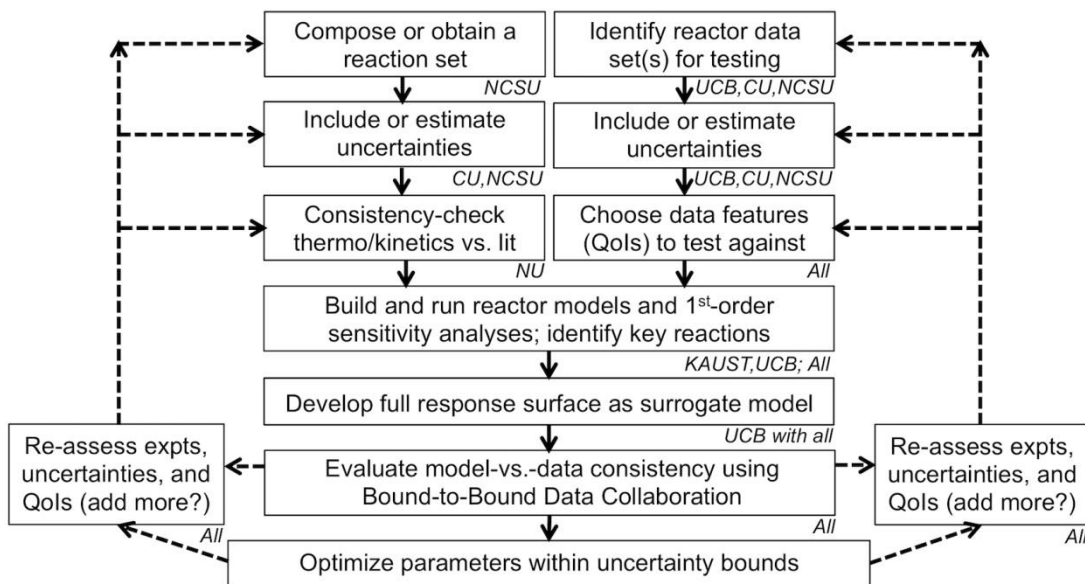 Compose or obtain a
reaction set
NCSU
Identify reactor data
set(s) for testing
UCB,CU,NCSU
Include or estimate
uncertainties
CU,NCSU
Include or estimate
uncertainties
UCB,CU,NCSU
Consistency-check
thermo/kinetics vs. lit
NU
Choose data features
(QoIs) to test against
All
Build and run reactor models and 1st-order
sensitivity analyses; identify key reactions
KAUST,UCB; All
Develop full response surface as surrogate model
UCB with all
Re-assess expts,
uncertainties, and
QoIs (add more?)
All
Evaluate model-vs.-data consistency using
Bound-to-Bound Data Collaboration
All
Re-assess expts,
uncertainties, and
QoIs (add more?)
All
Optimize parameters within uncertainty bounds